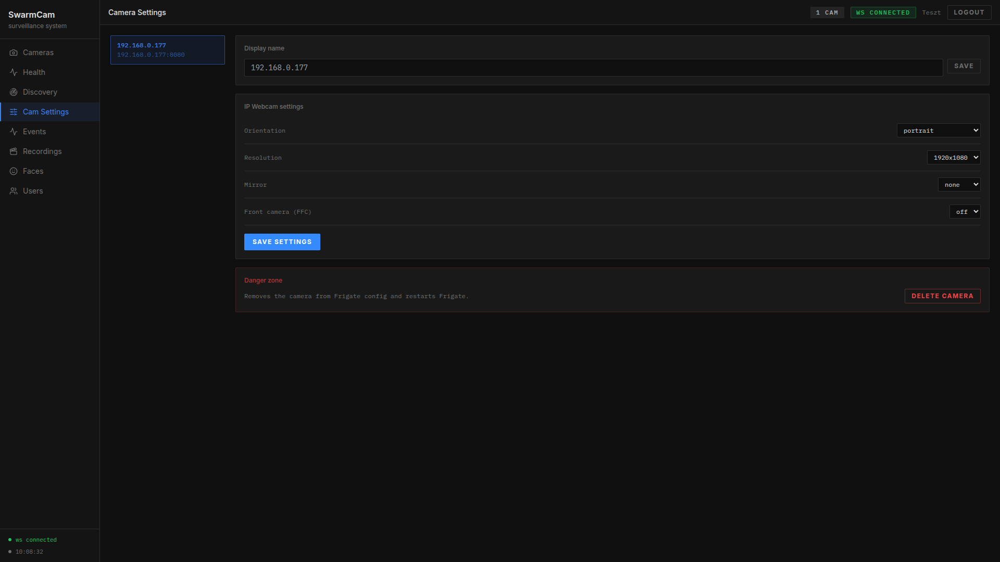 SwarmCam
surveillance system
Cameras
Health
Discovery
Cam Settings
Events
Recordings
Faces
Users
ws connected
10:08:32
Camera Settings
1 CAM
WS CONNECTED
Teszt
LOGOUT
192.168.0.177
192.168.0.177:8080
Display name
192.168.0.177
SAVE
IP Webcam settings
Orientation
portrait
Resolution
1920x1080
Mirror
none
Front camera (FFC)
off
SAVE SETTINGS
Danger zone
Removes the camera from Frigate config and restarts Frigate.
DELETE CAMERA